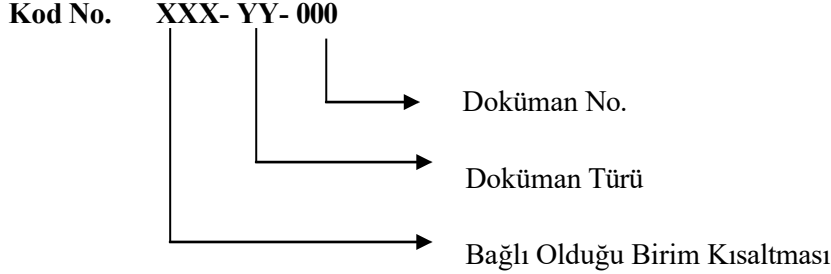 Kod No. XXX- YY- 000
Doküman No.
Doküman Türü
Bağlı Olduğu Birim Kısaltması